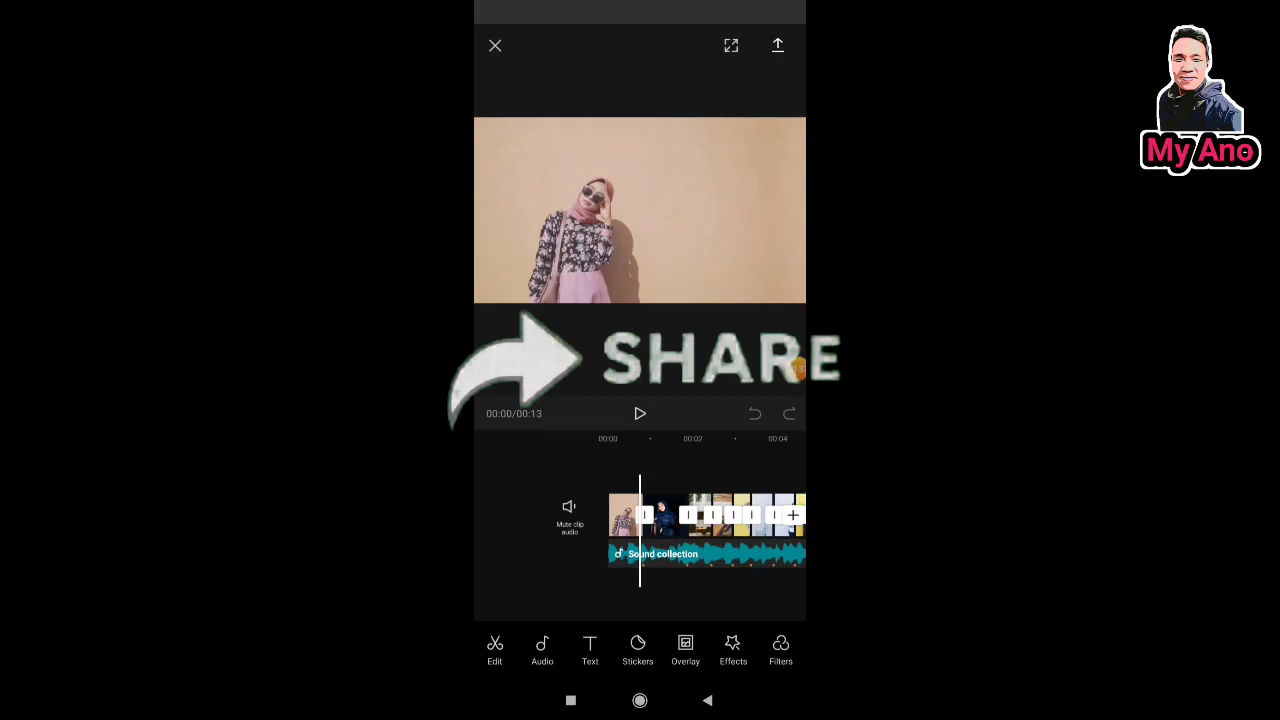 My Ano
SHARE
00:00/00:13
00:00
00:02
00:04
Mute clip
audio
Sound collection
Edit
Audio
Text
Stickers
Overlay
Effects
Filters